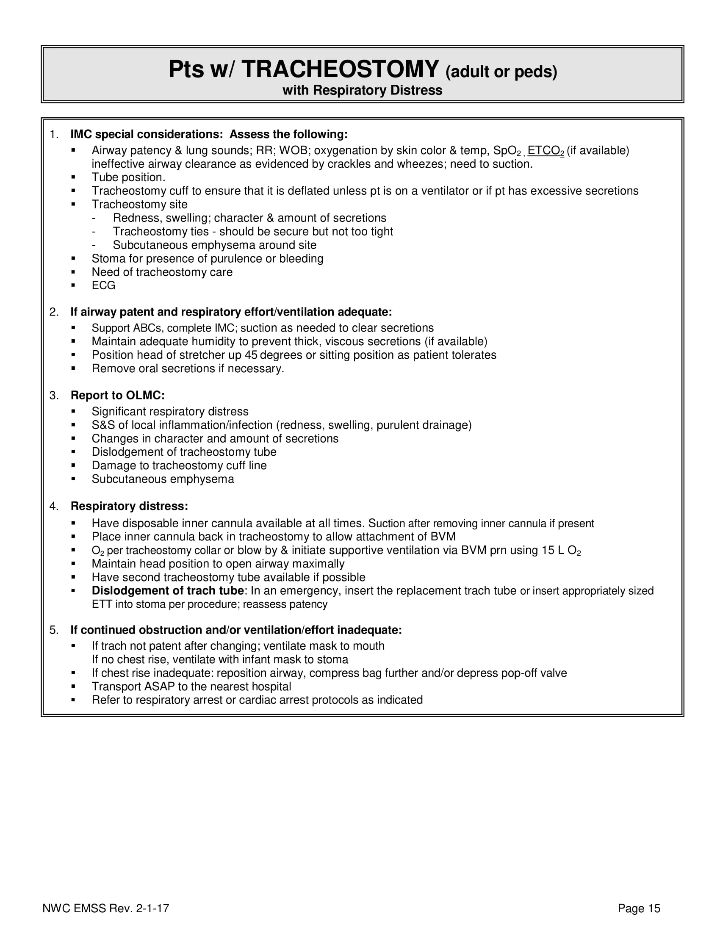 Pts w/ TRACHEOSTOMY (adult or peds)
with Respiratory Distress
1. IMC special considerations: Assess the following:
▪ Airway patency & lung sounds; RR; WOB; oxygenation by skin color & temp, SpO2, ETCO2 (if available)
ineffective airway clearance as evidenced by crackles and wheezes; need to suction.
▪ Tube position.
▪ Tracheostomy cuff to ensure that it is deflated unless pt is on a ventilator or if pt has excessive secretions
▪ Tracheostomy site
- Redness, swelling; character & amount of secretions
- Tracheostomy ties - should be secure but not too tight
- Subcutaneous emphysema around site
▪ Stoma for presence of purulence or bleeding
▪ Need of tracheostomy care
▪ ECG
2. If airway patent and respiratory effort/ventilation adequate:
▪ Support ABCs, complete IMC; suction as needed to clear secretions
▪ Maintain adequate humidity to prevent thick, viscous secretions (if available)
▪ Position head of stretcher up 45 degrees or sitting position as patient tolerates
▪ Remove oral secretions if necessary.
3. Report to OLMC:
▪ Significant respiratory distress
▪ S&S of local inflammation/infection (redness, swelling, purulent drainage)
▪ Changes in character and amount of secretions
▪ Dislodgement of tracheostomy tube
▪ Damage to tracheostomy cuff line
▪ Subcutaneous emphysema
4. Respiratory distress:
▪ Have disposable inner cannula available at all times. Suction after removing inner cannula if present
▪ Place inner cannula back in tracheostomy to allow attachment of BVM
▪ O2 per tracheostomy collar or blow by & initiate supportive ventilation via BVM prn using 15 L O2
▪ Maintain head position to open airway maximally
▪ Have second tracheostomy tube available if possible
▪ Dislodgement of trach tube: In an emergency, insert the replacement trach tube or insert appropriately sized
ETT into stoma per procedure; reassess patency
5. If continued obstruction and/or ventilation/effort inadequate:
▪ If trach not patent after changing; ventilate mask to mouth
If no chest rise, ventilate with infant mask to stoma
▪ If chest rise inadequate: reposition airway, compress bag further and/or depress pop-off valve
▪ Transport ASAP to the nearest hospital
▪ Refer to respiratory arrest or cardiac arrest protocols as indicated
NWC EMSS Rev. 2-1-17 Page 15